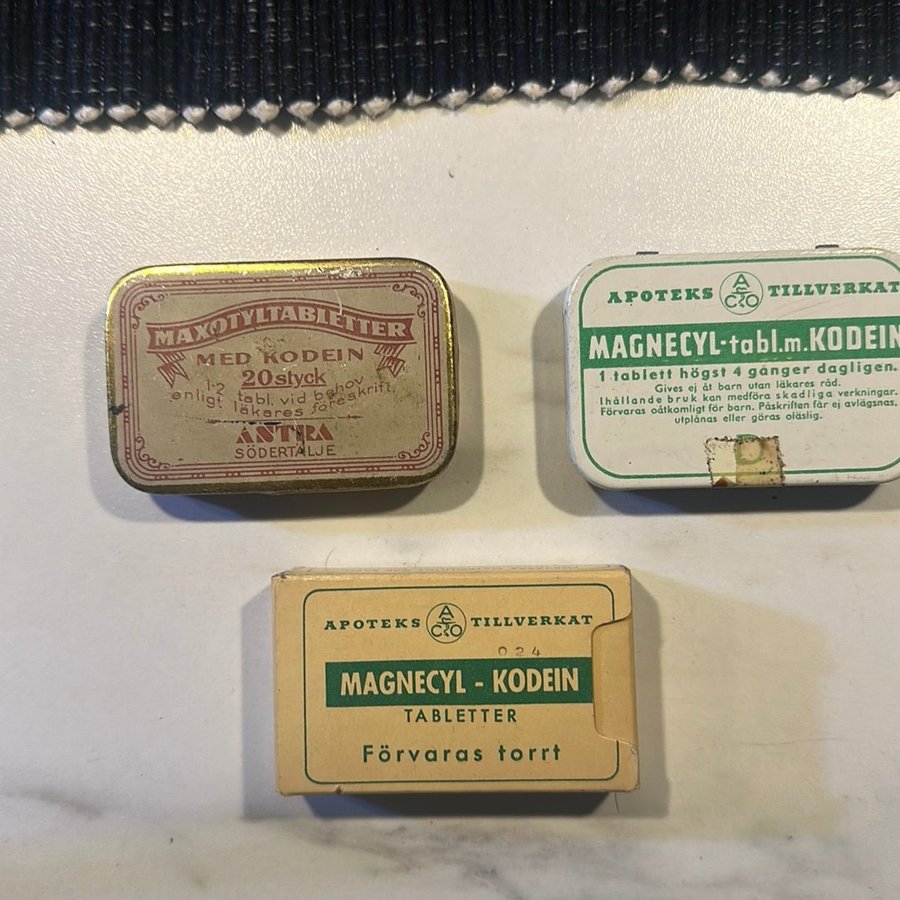 MAXOTYLTABLETTER
MED KODEIN
20 styck
1-2 tabl. vid behov
enligt läkares föreskrift.
ÄNTRA
SÖDERTÄLJE
APOTEKS ACO TILLVERKAT
MAGNECYL-tabl.m.KODEIN
1 tablett högst 4 gånger dagligen.
Gives ej åt barn utan läkares råd.
Ihållande bruk kan medföra skadliga verkningar.
Förvaras oåtkomligt för barn. Påskriften får ej avlägsnas,
utplånas eller göras oläslig.
APOTEKS ACO TILLVERKAT
024
MAGNECYL - KODEIN
TABLETTER
Förvaras torrt